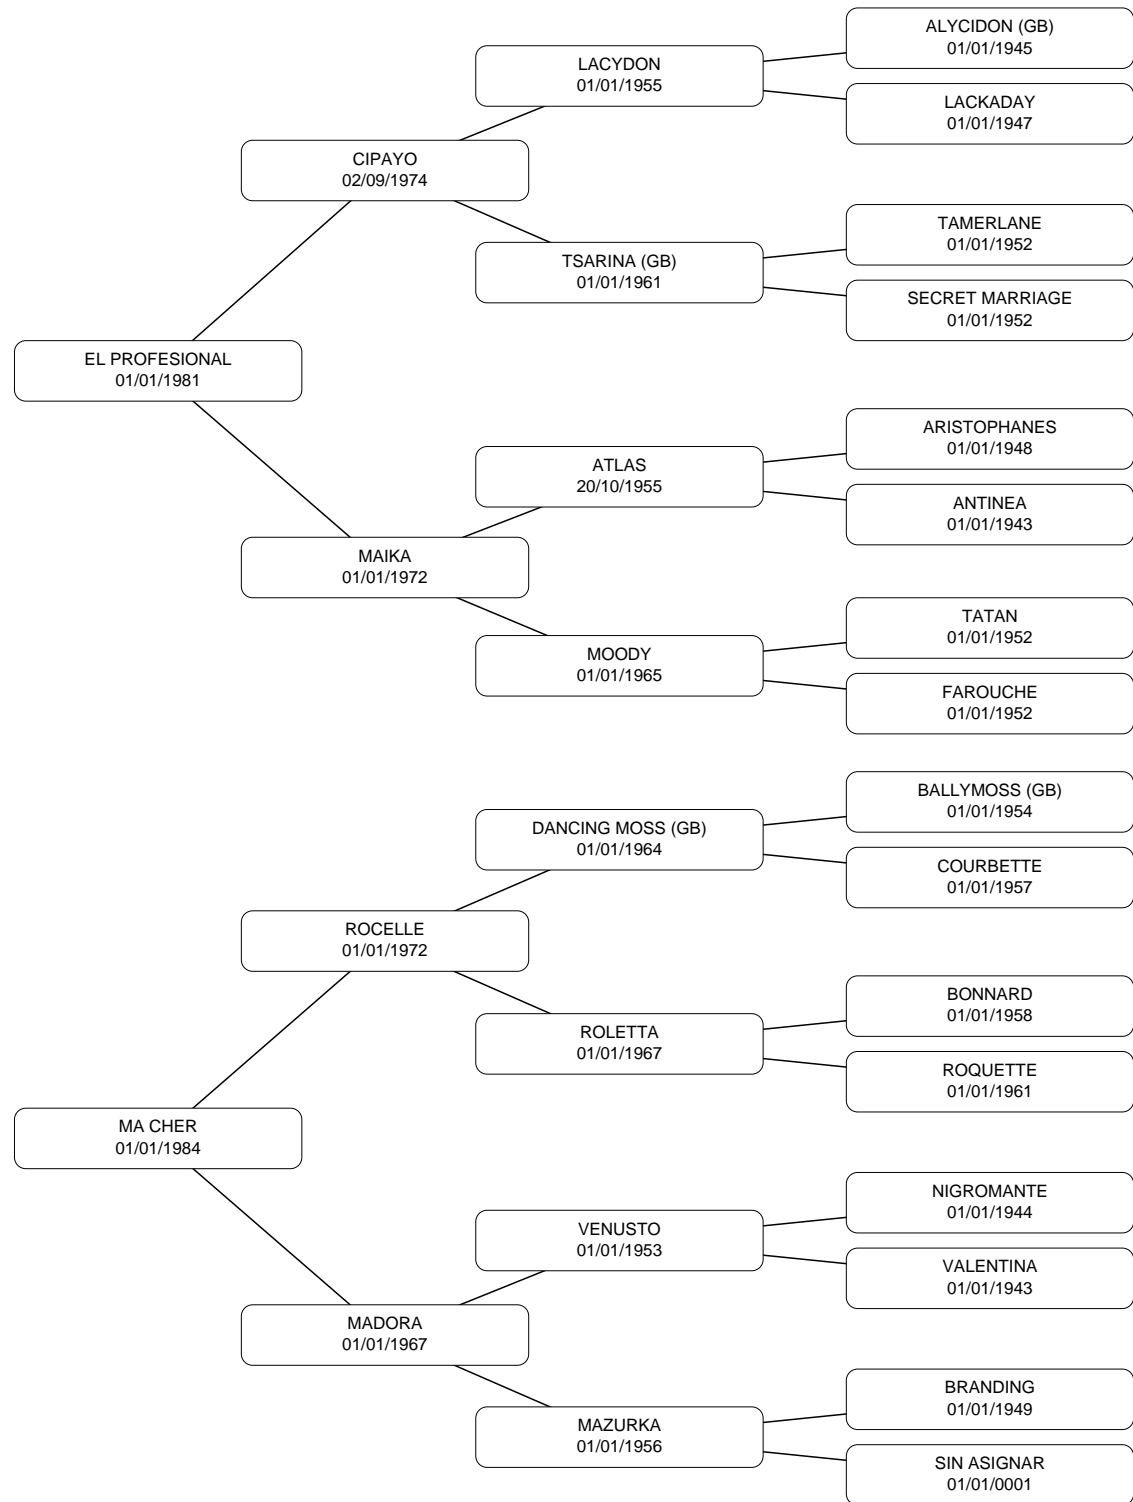 ALYCIDON (GB)
01/01/1945
LACYDON
01/01/1955
LACKADAY
01/01/1947
CIPAYO
02/09/1974
TAMERLANE
01/01/1952
TSARINA (GB)
01/01/1961
SECRET MARRIAGE
01/01/1952
EL PROFESIONAL
01/01/1981
ARISTOPHANES
01/01/1948
ATLAS
20/10/1955
ANTINEA
01/01/1943
MAIKA
01/01/1972
TATAN
01/01/1952
MOODY
01/01/1965
FAROUCHE
01/01/1952
BALLYMOSS (GB)
01/01/1954
DANCING MOSS (GB)
01/01/1964
COURBETTE
01/01/1957
ROCELLE
01/01/1972
BONNARD
01/01/1958
ROLETTA
01/01/1967
ROQUETTE
01/01/1961
MA CHER
01/01/1984
NIGROMANTE
01/01/1944
VENUSTO
01/01/1953
VALENTINA
01/01/1943
MADORA
01/01/1967
BRANDING
01/01/1949
MAZURKA
01/01/1956
SIN ASIGNAR
01/01/0001